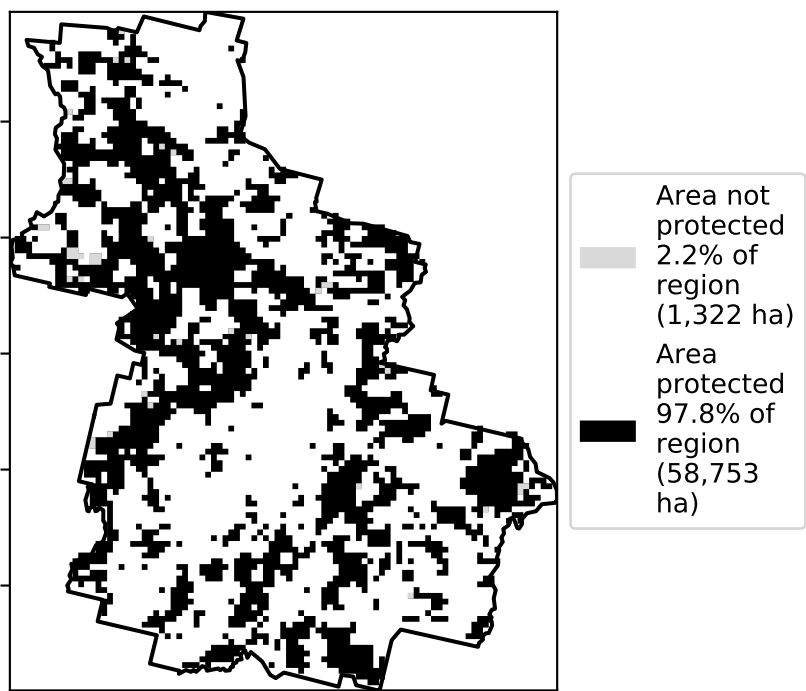 Area not
protected
2.2% of
region
(1,322 ha)
Area
protected
97.8% of
region
(58,753
ha)